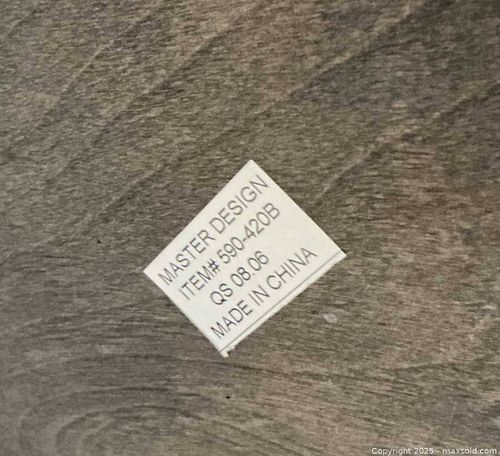 MASTER DESIGN
ITEM# 590-420B
QS 08.06
MADE IN CHINA
Copyright 2025 - maxsold.com